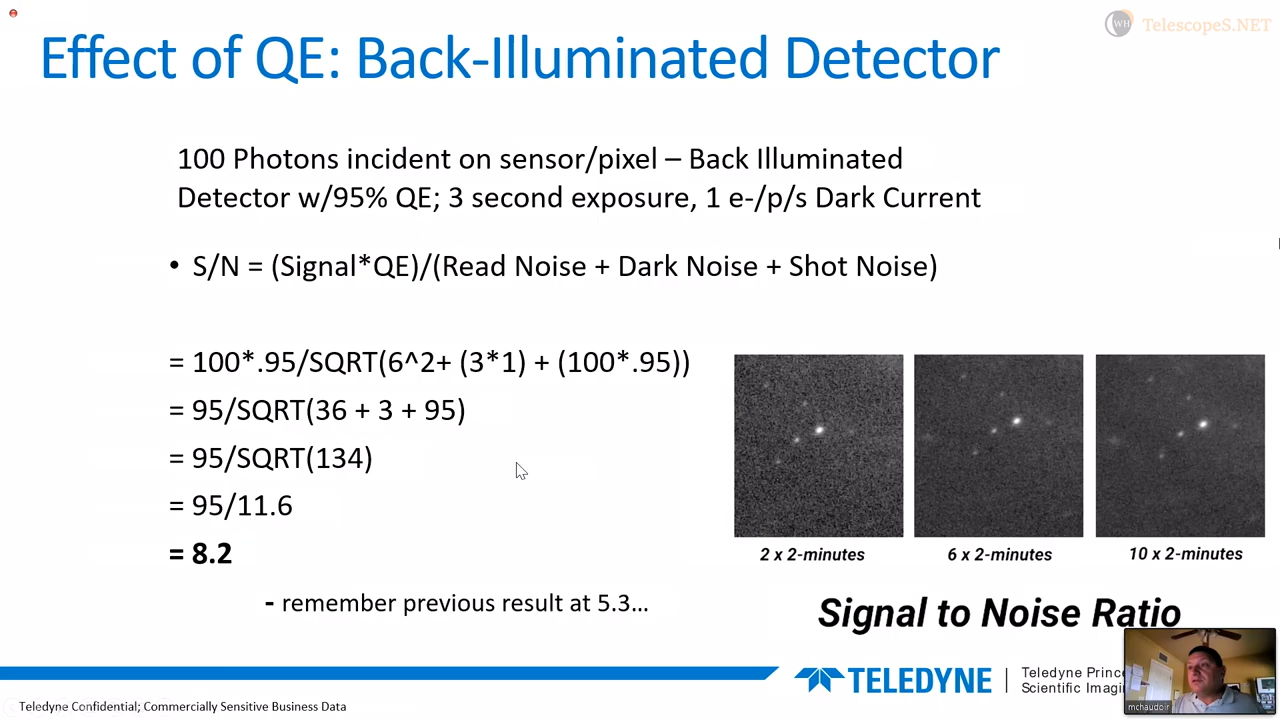 WH TelescopeS.NET
Effect of QE: Back-Illuminated Detector
100 Photons incident on sensor/pixel – Back Illuminated
Detector w/95% QE; 3 second exposure, 1 e-/p/s Dark Current
• S/N = (Signal*QE)/(Read Noise + Dark Noise + Shot Noise)
= 100*.95/SQRT(6^2+ (3*1) + (100*.95))
= 95/SQRT(36 + 3 + 95)
= 95/SQRT(134)
= 95/11.6
= 8.2
- remember previous result at 5.3...
2 x 2-minutes
6 x 2-minutes
10 x 2-minutes
Signal to Noise Ratio
TELEDYNE
Teledyne
Scientific
mchaudoir
Teledyne Confidential; Commercially Sensitive Business Data